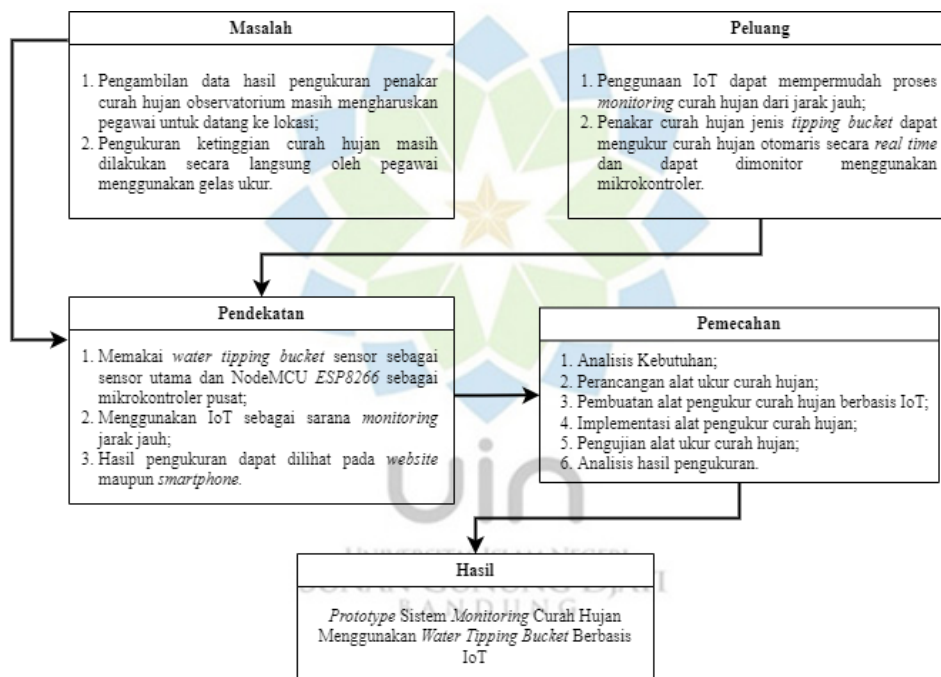 Masalah
1. Pengambilan data hasil pengukuran penakar
curah hujan observatorium masih mengharuskan
pegawai untuk datang ke lokasi;
2. Pengukuran ketinggian curah hujan masih
dilakukan secara langsung oleh pegawai
menggunakan gelas ukur.
Peluang
1. Penggunaan IoT dapat mempermudah proses
monitoring curah hujan dari jarak jauh;
2. Penakar curah hujan jenis tipping bucket dapat
mengukur curah hujan otomaris secara real time
dan dapat dimonitor menggunakan
mikrokontroler.
Pendekatan
1. Memakai water tipping bucket sensor sebagai
sensor utama dan NodeMCU ESP8266 sebagai
mikrokontroler pusat;
2. Menggunakan IoT sebagai sarana monitoring
jarak jauh;
3. Hasil pengukuran dapat dilihat pada website
maupun smartphone.
Pemecahan
1. Analisis Kebutuhan;
2. Perancangan alat ukur curah hujan;
3. Pembuatan alat pengukur curah hujan berbasis IoT;
4. Implementasi alat pengukur curah hujan;
5. Pengujian alat ukur curah hujan;
6. Analisis hasil pengukuran.
uin
Hasil
BANDUNG
Prototype Sistem Monitoring Curah Hujan
Menggunakan Water Tipping Bucket Berbasis
IoT